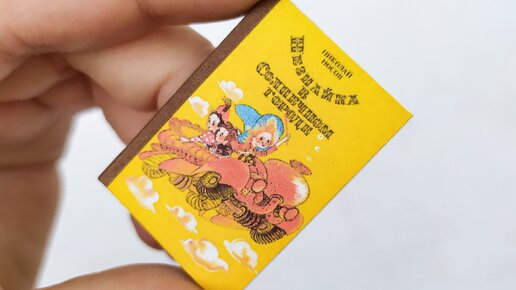 НИКОЛАЙ
НОСОВ
НЕЗНАЙКА
В
СОЛНЕЧНОМ
ГОРОДЕ